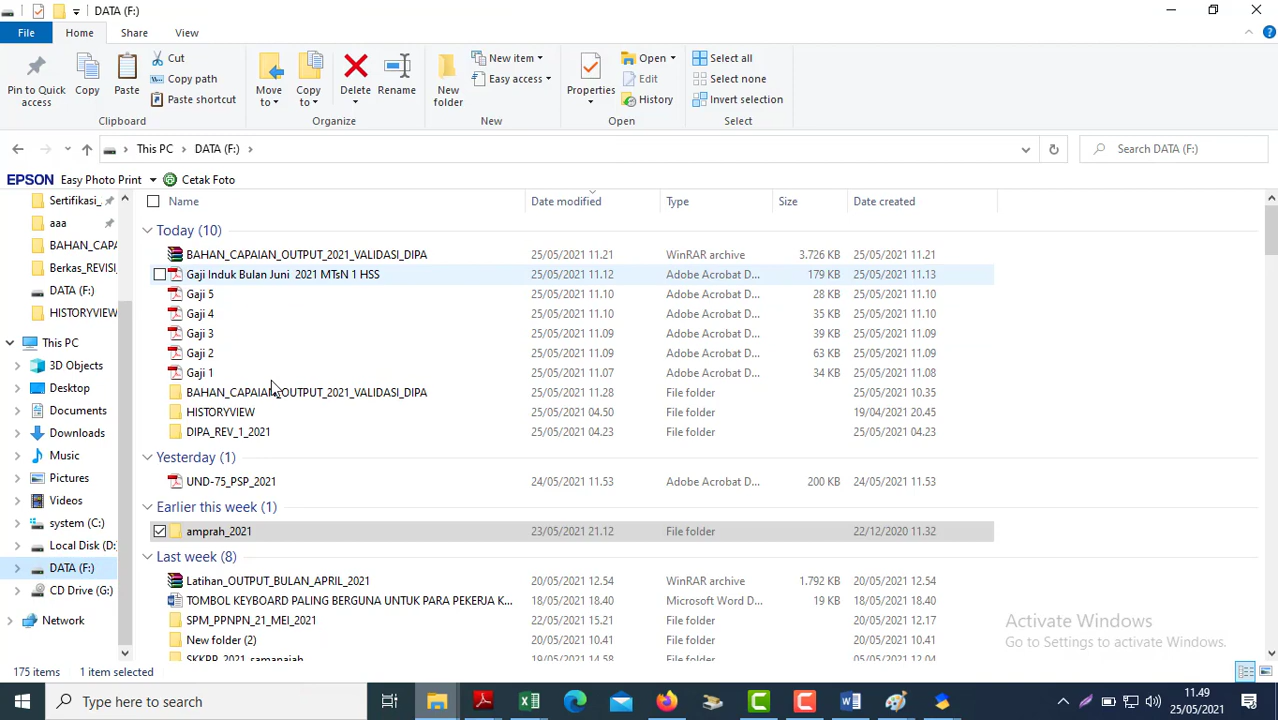 DATA (F:)
File Home Share View
Pin to Quick access
Copy
Paste
Cut
Copy path
Paste shortcut
Clipboard
Move to
Copy to
Delete
Rename
Organize
New folder
New item
Easy access
New
Properties
Open
Edit
History
Open
Select all
Select none
Invert selection
Select
This PC DATA (F:)
Search DATA (F:)
EPSON Easy Photo Print Cetak Foto
Sertifikasi_
aaa
BAHAN_CAPA
Berkas_REVISI
DATA (F:)
HISTORYVIEW
This PC
3D Objects
Desktop
Documents
Downloads
Music
Pictures
Videos
system (C:)
Local Disk (D:
DATA (F:)
CD Drive (G:)
Network
Name Date modified Type Size Date created
Today (10)
BAHAN_CAPAIAN_OUTPUT_2021_VALIDASI_DIPA 25/05/2021 11.21 WinRAR archive 3.726 KB 25/05/2021 11.21
Gaji Induk Bulan Juni 2021 MTsN 1 HSS 25/05/2021 11.12 Adobe Acrobat D... 179 KB 25/05/2021 11.13
Gaji 5 25/05/2021 11.10 Adobe Acrobat D... 28 KB 25/05/2021 11.10
Gaji 4 25/05/2021 11.10 Adobe Acrobat D... 35 KB 25/05/2021 11.10
Gaji 3 25/05/2021 11.09 Adobe Acrobat D... 39 KB 25/05/2021 11.09
Gaji 2 25/05/2021 11.09 Adobe Acrobat D... 63 KB 25/05/2021 11.09
Gaji 1 25/05/2021 11.07 Adobe Acrobat D... 34 KB 25/05/2021 11.08
BAHAN_CAPAIAN_OUTPUT_2021_VALIDASI_DIPA 25/05/2021 11.28 File folder 25/05/2021 10.35
HISTORYVIEW 25/05/2021 04.50 File folder 19/04/2021 20.45
DIPA_REV_1_2021 25/05/2021 04.23 File folder 25/05/2021 04.23
Yesterday (1)
UND-75_PSP_2021 24/05/2021 11.53 Adobe Acrobat D... 200 KB 24/05/2021 11.53
Earlier this week (1)
amprah_2021 23/05/2021 21.12 File folder 22/12/2020 11.32
Last week (8)
Latihan_OUTPUT_BULAN_APRIL_2021 20/05/2021 12.54 WinRAR archive 1.792 KB 20/05/2021 12.54
TOMBOL KEYBOARD PALING BERGUNA UNTUK PARA PEKERJA K... 18/05/2021 18.40 Microsoft Word D... 19 KB 18/05/2021 18.40
SPM_PPNPN_21_MEI_2021 22/05/2021 15.21 File folder 20/05/2021 12.17
New folder (2) 20/05/2021 10.41 File folder 20/05/2021 10.41
SKKPP_2021_samanaiah 19/05/2021 14.58 File folder 05/05/2021 12.04
Activate Windows
Go to Settings to activate Windows.
175 items 1 item selected
Type here to search
11.49
25/05/2021